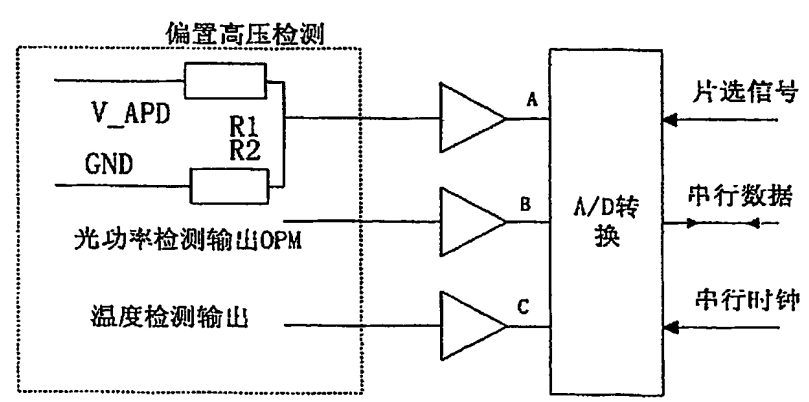 偏置高压检测
V_APD
R1
R2
GND
光功率检测输出OPM
温度检测输出
A
B
C
A/D转
换
片选信号
串行数据
串行时钟